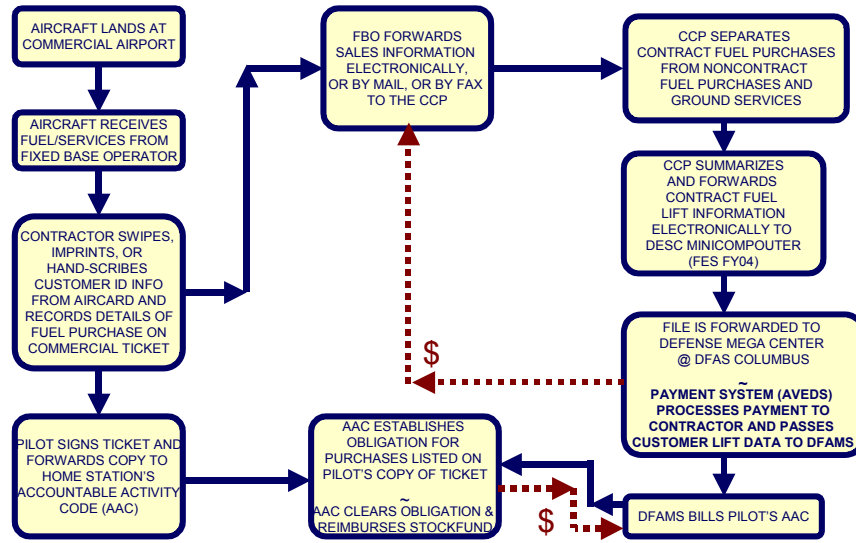 AIRCRAFT LANDS AT
COMMERCIAL AIRPORT
AIRCRAFT RECEIVES
FUEL/SERVICES FROM
FIXED BASE OPERATOR
CONTRACTOR SWIPES,
IMPRINTS, OR
HAND-SCRIBES
CUSTOMER ID INFO
FROM AIRCARD AND
RECORDS DETAILS OF
FUEL PURCHASE ON
COMMERCIAL TICKET
PILOT SIGNS TICKET AND
FORWARDS COPY TO
HOME STATION'S
ACCOUNTABLE ACTIVITY
CODE (AAC)
FBO FORWARDS
SALES INFORMATION
ELECTRONICALLY,
OR BY MAIL, OR BY FAX
TO THE CCP
CCP SEPARATES
CONTRACT FUEL PURCHASES
FROM NONCONTRACT
FUEL PURCHASES AND
GROUND SERVICES
CCP SUMMARIZES
AND FORWARDS
CONTRACT FUEL
LIFT INFORMATION
ELECTRONICALLY TO
DESC MINICOMPOUTER
(FES FY04)
FILE IS FORWARDED TO
DEFENSE MEGA CENTER
@ DFAS COLUMBUS
~
PAYMENT SYSTEM (AVEDS)
PROCESSES PAYMENT TO
CONTRACTOR AND PASSES
CUSTOMER LIFT DATA TO DFAMS
$
AAC ESTABLISHES
OBLIGATION FOR
PURCHASES LISTED ON
PILOT'S COPY OF TICKET
~
AAC CLEARS OBLIGATION &
REIMBURSES STOCKFUND
$
DFAMS BILLS PILOT'S AAC